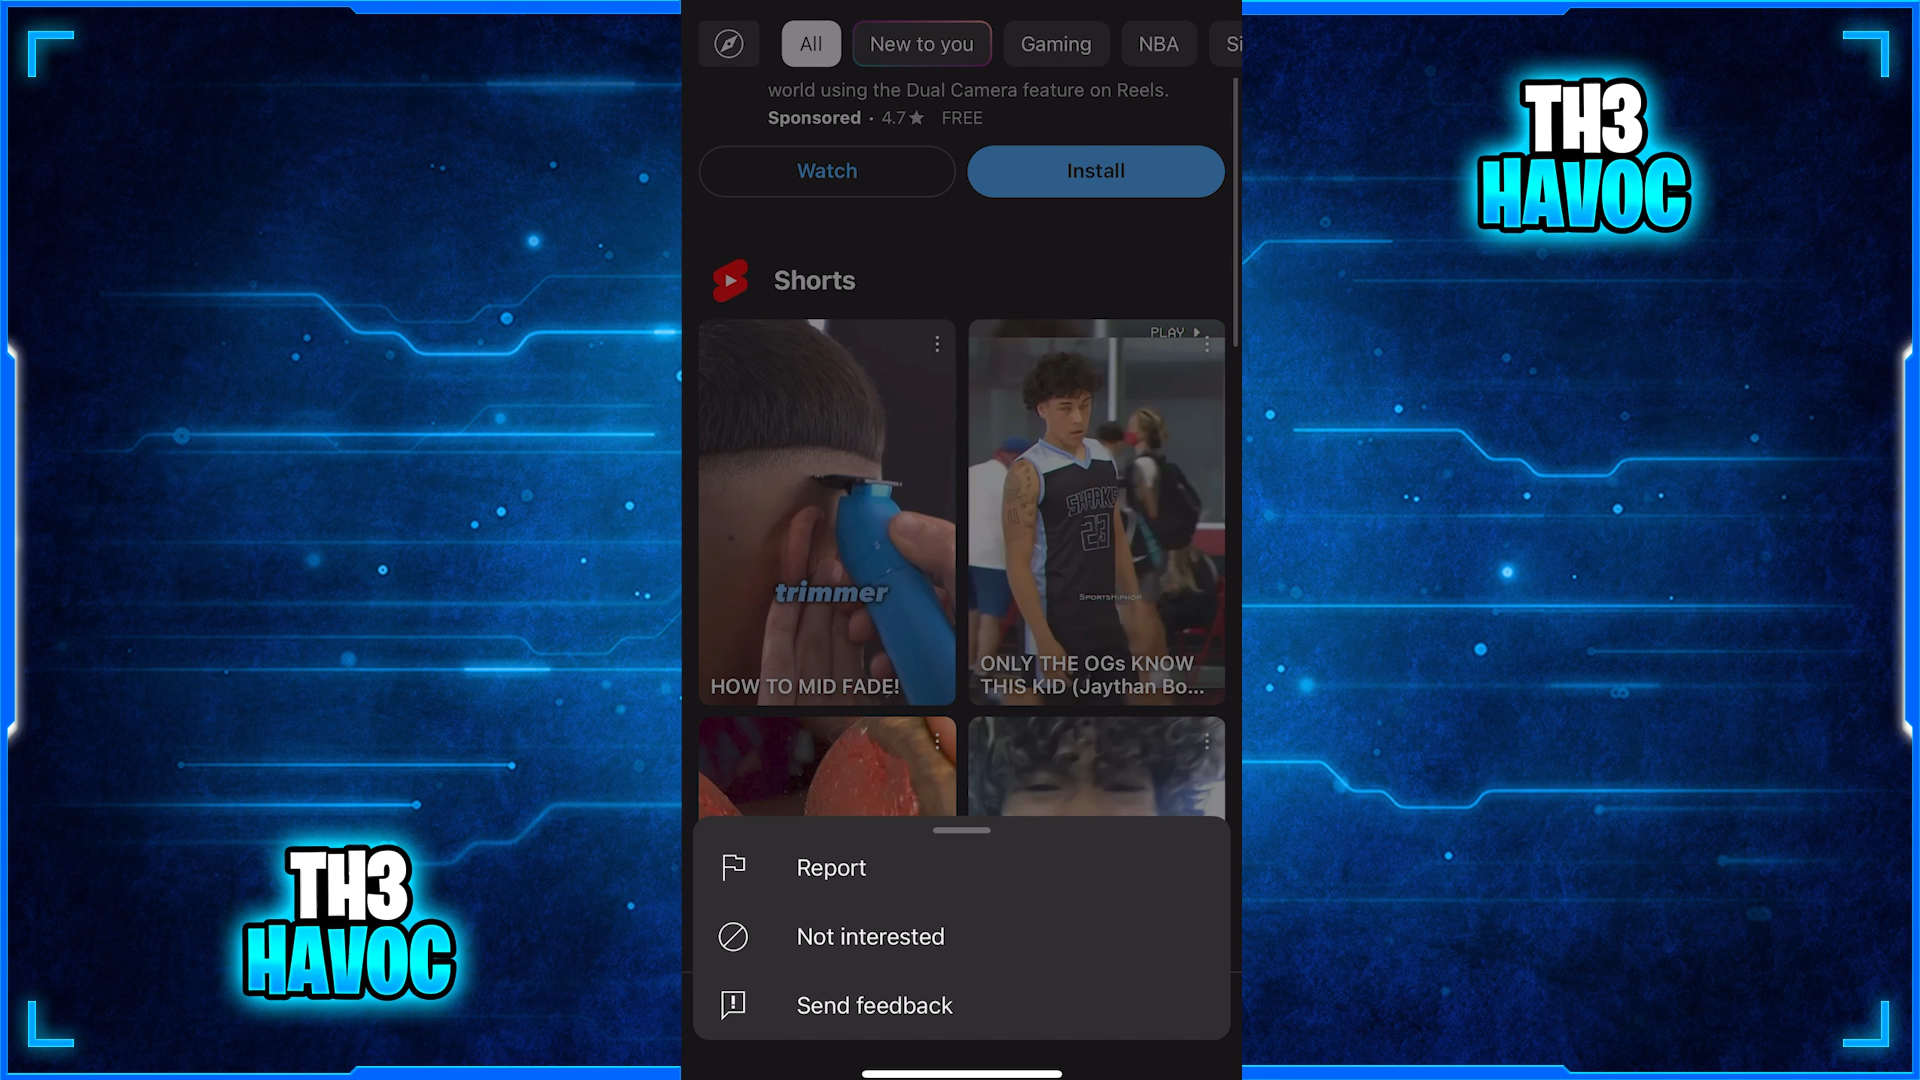 All
New to you
Gaming
NBA
Si
world using the Dual Camera feature on Reels.
Sponsored · 4.7★ FREE
Watch
Install
Shorts
PLAY
trimmer
HOW TO MID FADE!
SHARKS
23
SPORTSHIPHOP
ONLY THE OGs KNOW
THIS KID (Jaythan Bo...
Report
Not interested
Send feedback
TH3
HAVOC
TH3
HAVOC